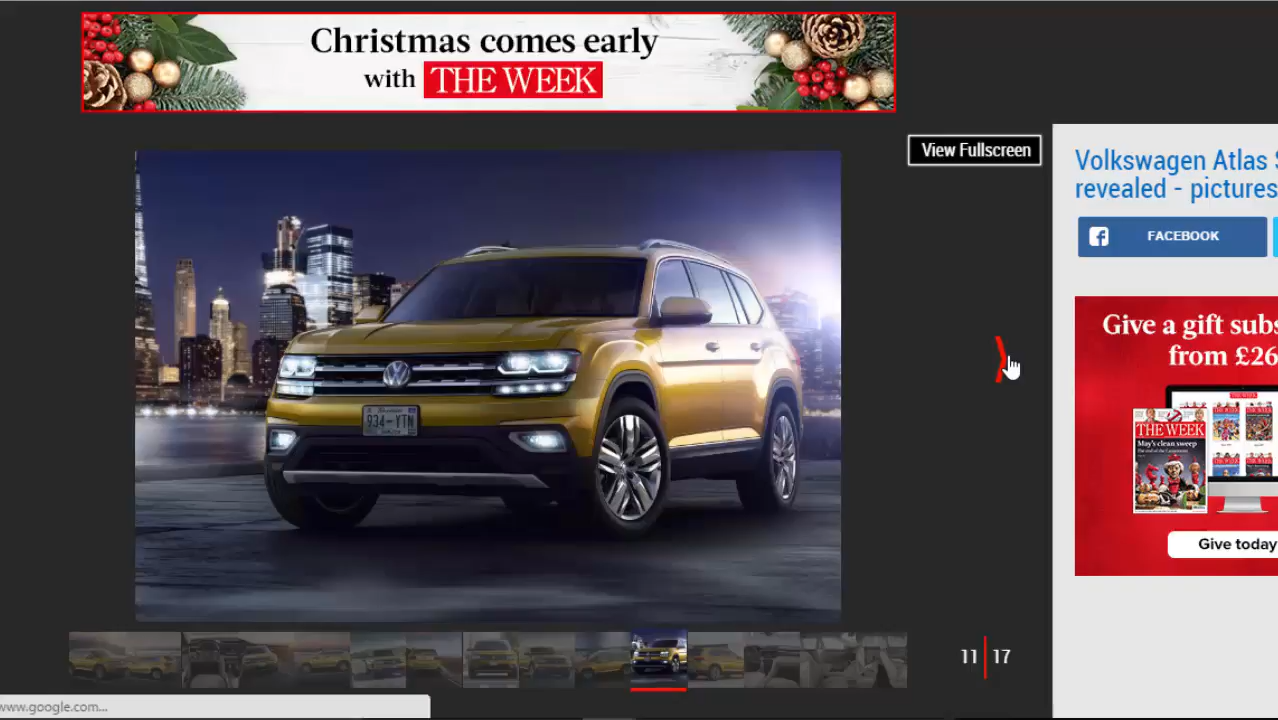 Christmas comes early
with THE WEEK
View Fullscreen
Volkswagen Atlas
revealed - pictures
FACEBOOK
934-YTN
Give a gift subs
from £26
THE WEEK
May's clean sweep
Give today
11 17
www.google.com...